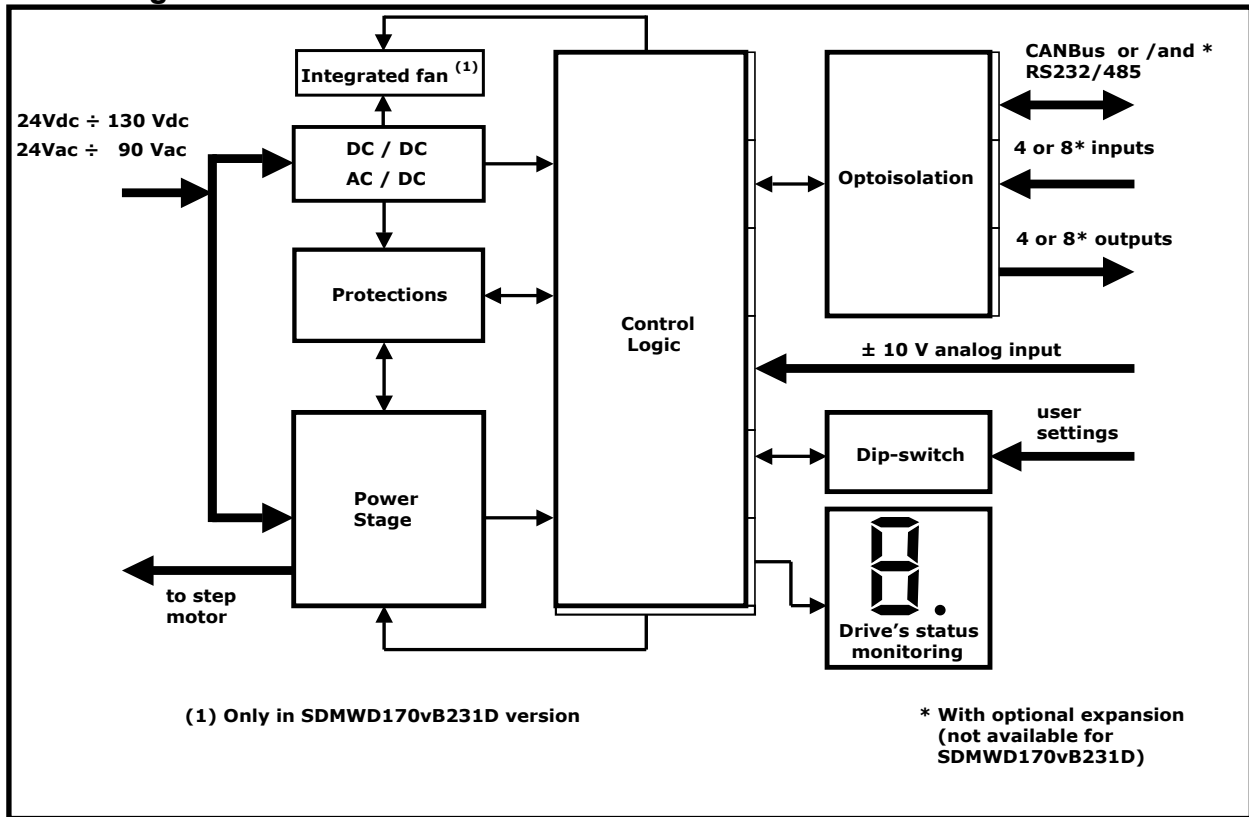 CANBus or /and *
RS232/485
Integrated fan (1)
24Vdc ÷ 130 Vdc
24Vac ÷ 90 Vac
DC / DC
AC / DC
4 or 8* inputs
Optoisolation
4 or 8* outputs
Protections
Control
Logic
± 10 V analog input
user
settings
Dip-switch
Power
Stage
8.
to step
motor
Drive's status
monitoring
(1) Only in SDMWD170vB231D version
* With optional expansion
(not available for
SDMWD170vB231D)